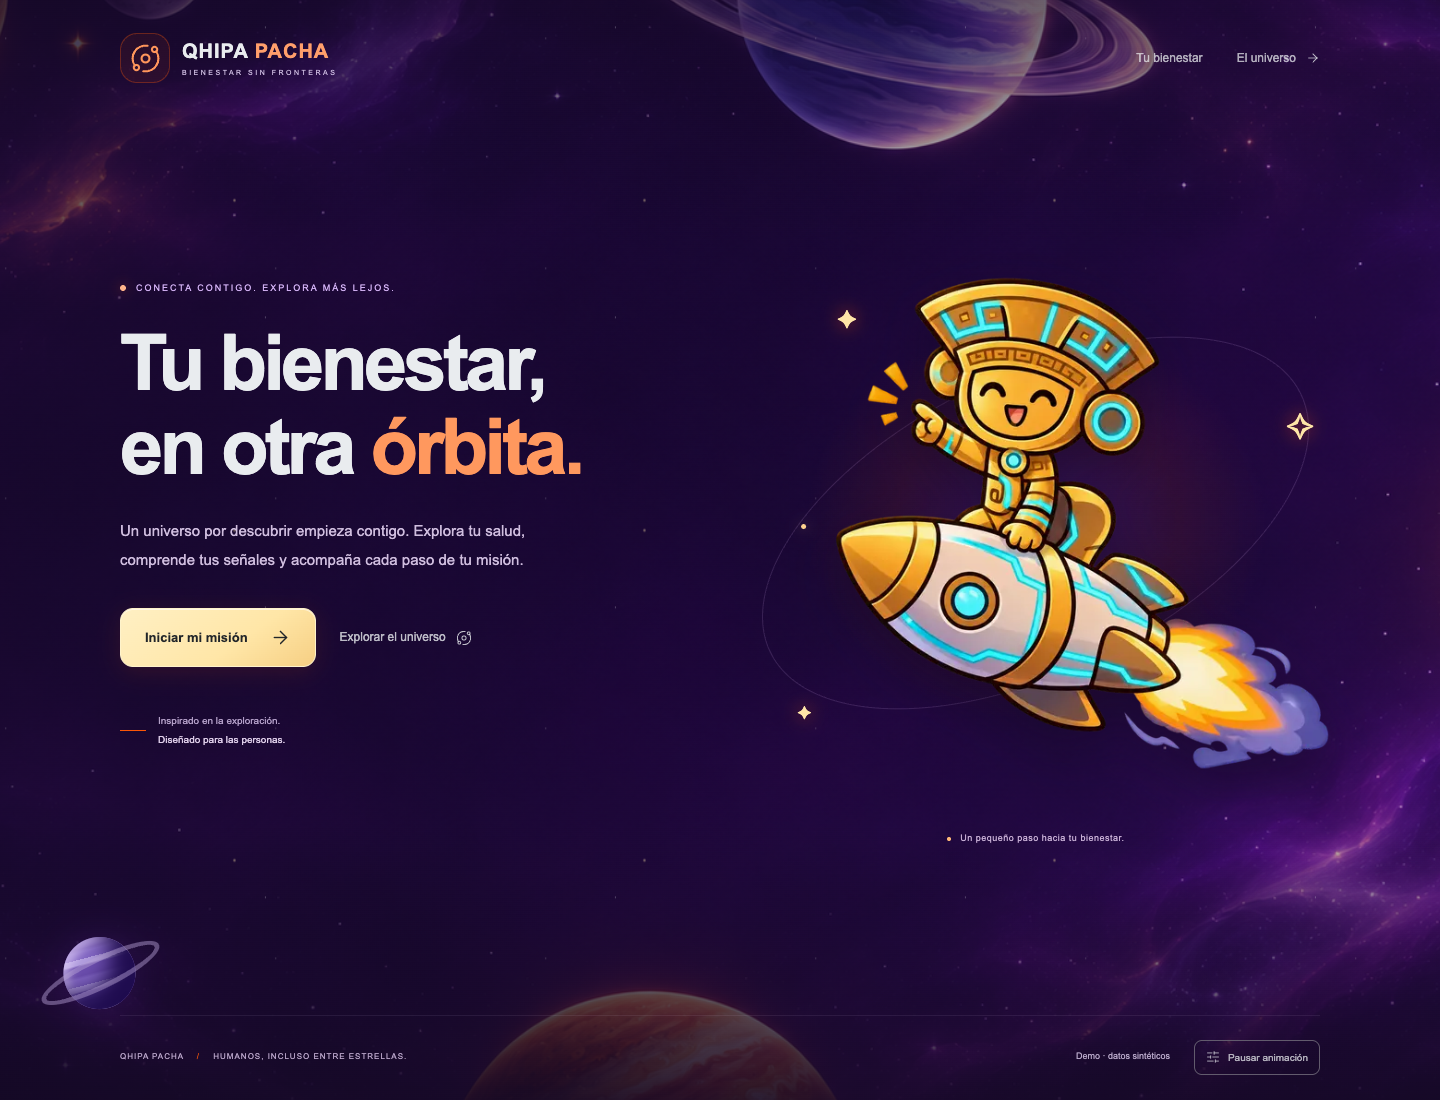 QHIPA PACHA
BIENESTAR SIN FRONTERAS
Tu bienestar
El universo
CONECTA CONTIGO. EXPLORA MÁS LEJOS.
Tu bienestar,
en otra órbita.
Un universo por descubrir empieza contigo. Explora tu salud,
comprende tus señales y acompaña cada paso de tu misión.
Iniciar mi misión
Explorar el universo
Inspirado en la exploración.
Diseñado para las personas.
Un pequeño paso hacia tu bienestar.
QHIPA PACHA / HUMANOS, INCLUSO ENTRE ESTRELLAS.
Demo · datos sintéticos
Pausar animación